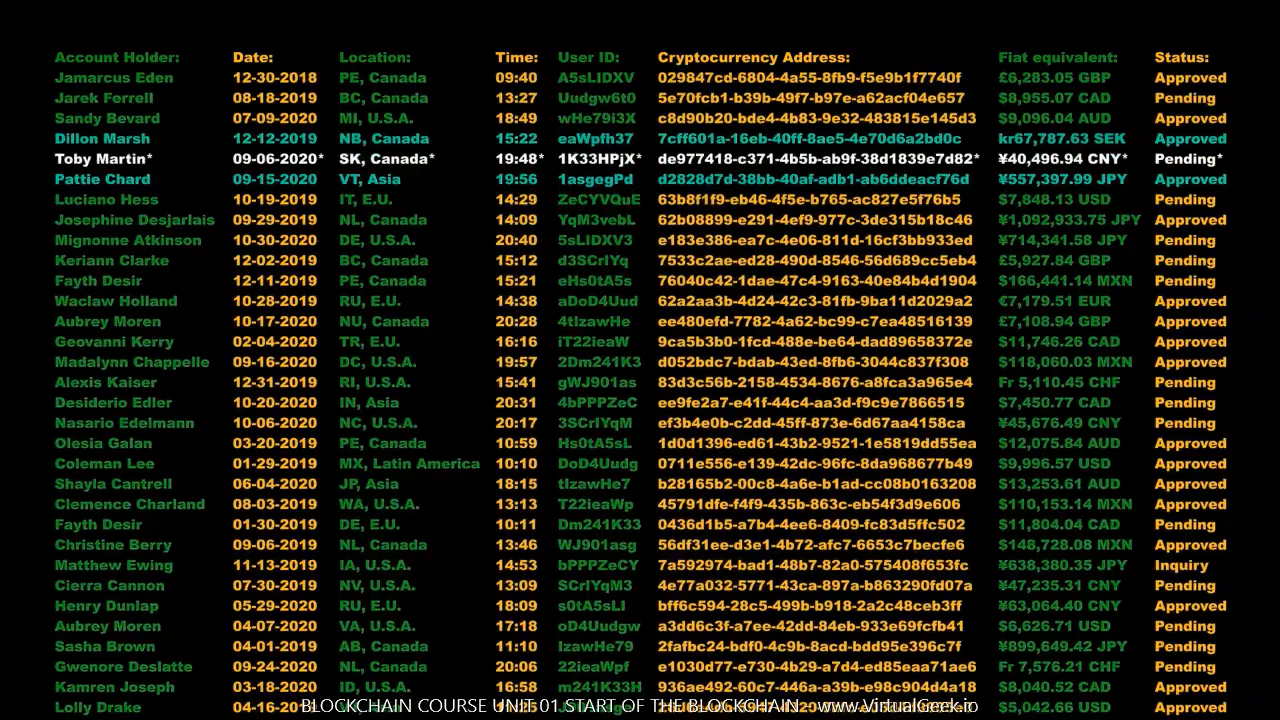 Account Holder: Date: Location: Time: User ID: Cryptocurrency Address: Fiat equivalent: Status:
Jamarcus Eden 12-30-2018 PE, Canada 09:40 A5sLIDXV 029847cd-6804-4a55-8fb9-f5e9b1f7740f £6,283.05 GBP Approved
Jarek Ferrell 08-18-2019 BC, Canada 13:27 Uudgw6t0 5e70fcb1-b39b-49f7-b97e-a62acf04e657 $8,955.07 CAD Pending
Sandy Bevard 07-09-2020 MI, U.S.A. 18:49 wHe79i3X c8d90b20-bde4-4b83-9e32-483815e145d3 $9,096.04 AUD Approved
Dillon Marsh 12-12-2019 NB, Canada 15:22 eaWpfh37 7cff601a-16eb-40ff-8ae5-4e70d6a2bd0c kr67,787.63 SEK Approved
Toby Martin* 09-06-2020* SK, Canada* 19:48* 1K33HPjX* de977418-c371-4b5b-ab9f-38d1839e7d82* ¥40,496.94 CNY* Pending*
Pattie Chard 09-15-2020 VT, Asia 19:56 1asgegPd d2828d7d-38bb-40af-adb1-ab6ddeacf76d ¥557,397.99 JPY Approved
Luciano Hess 10-19-2019 IT, E.U. 14:29 ZeCYVQuE 63b8f1f9-eb46-4f5e-b765-ac827e5f76b5 $7,848.13 USD Pending
Josephine Desjarlais 09-29-2019 NL, Canada 14:09 YqM3vebL 62b08899-e291-4ef9-977c-3de315b18c46 ¥1,092,933.75 JPY Approved
Mignonne Atkinson 10-30-2020 DE, U.S.A. 20:40 5sLIDXV3 e183e386-ea7c-4e06-811d-16cf3bb933ed ¥714,341.58 JPY Pending
Keriann Clarke 12-02-2019 BC, Canada 15:12 d3SCrIYq 7533c2ae-ed28-490d-8546-56d689cc5eb4 £5,927.84 GBP Pending
Fayth Desir 12-11-2019 PE, Canada 15:21 eHs0tA5s 76040c42-1dae-47c4-9163-40e84b4d1904 $166,441.14 MXN Pending
Waclaw Holland 10-28-2019 RU, E.U. 14:38 aDoD4Uud 62a2aa3b-4d24-42c3-81fb-9ba11d2029a2 €7,179.51 EUR Approved
Aubrey Moren 10-17-2020 NU, Canada 20:28 4tIzawHe ee480efd-7782-4a62-bc99-c7ea48516139 £7,108.94 GBP Approved
Geovanni Kerry 02-04-2020 TR, E.U. 16:16 iT22ieaW 9ca5b3b0-1fcd-488e-be64-dad89658372e $11,746.26 CAD Approved
Madalynn Chappelle 09-16-2020 DC, U.S.A. 19:57 2Dm241K3 d052bdc7-bdab-43ed-8fb6-3044c837f308 $118,060.03 MXN Approved
Alexis Kaiser 12-31-2019 RI, U.S.A. 15:41 gWJ901as 83d3c56b-2158-4534-8676-a8fca3a965e4 Fr 5,110.45 CHF Pending
Desiderio Edler 10-20-2020 IN, Asia 20:31 4bPPPZeC ee9fe2a7-e41f-44c4-aa3d-f9c9e7866515 $7,450.77 CAD Pending
Nasario Edelmann 10-06-2020 NC, U.S.A. 20:17 3SCrIYqM ef3b4e0b-c2dd-45ff-873e-6d67aa4158ca ¥45,676.49 CNY Pending
Olesia Galan 03-20-2019 PE, Canada 10:59 Hs0tA5sL 1d0d1396-ed61-43b2-9521-1e5819dd55ea $12,075.84 AUD Approved
Coleman Lee 01-29-2019 MX, Latin America 10:10 DoD4Uudg 0711e556-e139-42dc-96fc-8da968677b49 $9,996.57 USD Approved
Shayla Cantrell 06-04-2020 JP, Asia 18:15 tIzawHe7 b28165b2-00c8-4a6e-b1ad-cc08b0163208 $13,253.61 AUD Approved
Clemence Charland 08-03-2019 WA, U.S.A. 13:13 T22ieaWp 45791dfe-f4f9-435b-863c-eb54f3d9e606 $110,153.14 MXN Approved
Fayth Desir 01-30-2019 DE, E.U. 10:11 Dm241K33 0436d1b5-a7b4-4ee6-8409-fc83d5ffc502 $11,804.04 CAD Pending
Christine Berry 09-06-2019 NL, Canada 13:46 WJ901asg 56df31ee-d3e1-4b72-afc7-6653c7becfe6 $148,728.08 MXN Approved
Matthew Ewing 11-13-2019 IA, U.S.A. 14:53 bPPPZeCY 7a592974-bad1-48b7-82a0-575408f653fc ¥638,380.35 JPY Inquiry
Cierra Cannon 07-30-2019 NV, U.S.A. 13:09 SCrIYqM3 4e77a032-5771-43ca-897a-b863290fd07a ¥47,235.31 CNY Pending
Henry Dunlap 05-29-2020 RU, E.U. 18:09 s0tA5sLI bff6c594-28c5-499b-b918-2a2c48ceb3ff ¥63,064.40 CNY Approved
Aubrey Moren 04-07-2020 VA, U.S.A. 17:18 oD4Uudgw a3dd6c3f-a7ee-42dd-84eb-933e69fcfb41 $6,626.71 USD Pending
Sasha Brown 04-01-2019 AB, Canada 11:10 IzawHe79 2fafbc24-bdf0-4c9b-8acd-bdd95e396c7f ¥899,649.42 JPY Pending
Gwenore Deslatte 09-24-2020 NL, Canada 20:06 22ieaWpf e1030d77-e730-4b29-a7d4-ed85eaa71ae6 Fr 7,576.21 CHF Pending
Kamren Joseph 03-18-2020 ID, U.S.A. 16:58 m241K33H 936ae492-60c7-446a-a39b-e98c904d4a18 $8,040.52 CAD Approved
Lolly Drake 04-16-2019 $5,042.66 USD Pending
BLOCKCHAIN COURSE UNIT 01 START OF THE BLOCKCHAIN - www.VirtualGeek.io